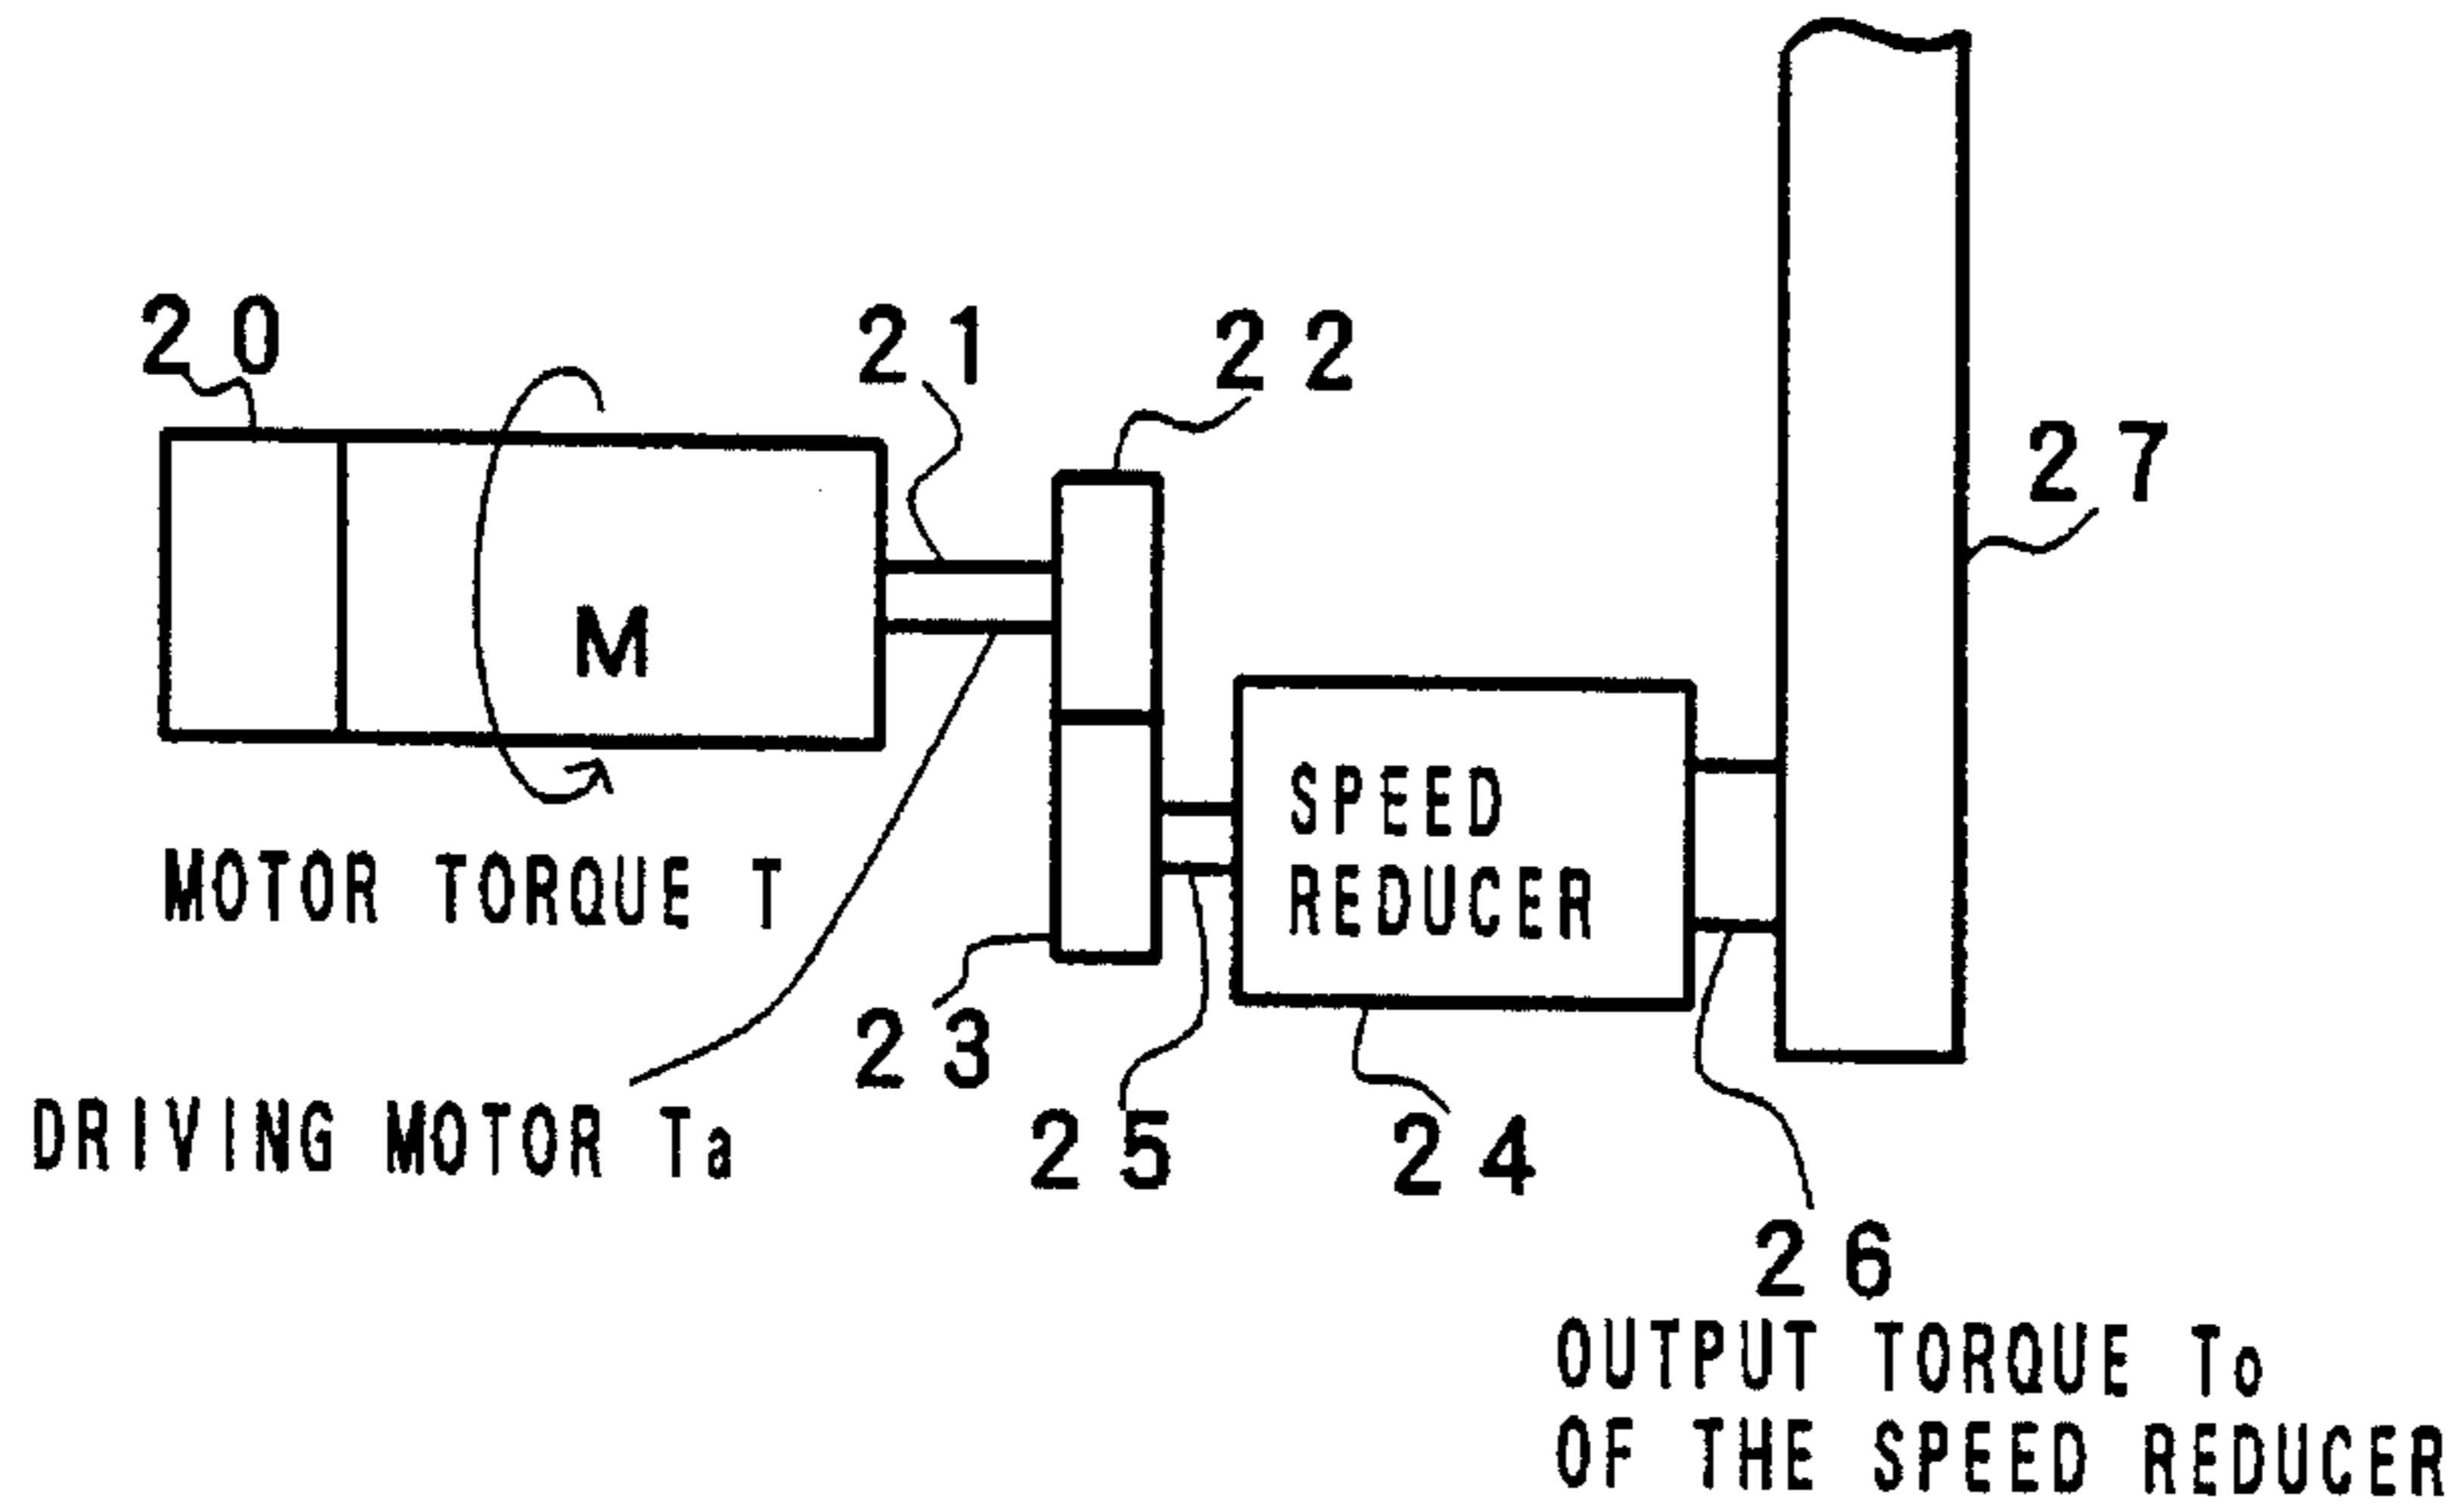 20
21
22
27
M
MOTOR TORQUE T
SPEED
REDUCER
23
DRIVING MOTOR Ta
25
24
26
OUTPUT TORQUE To
OF THE SPEED REDUCER